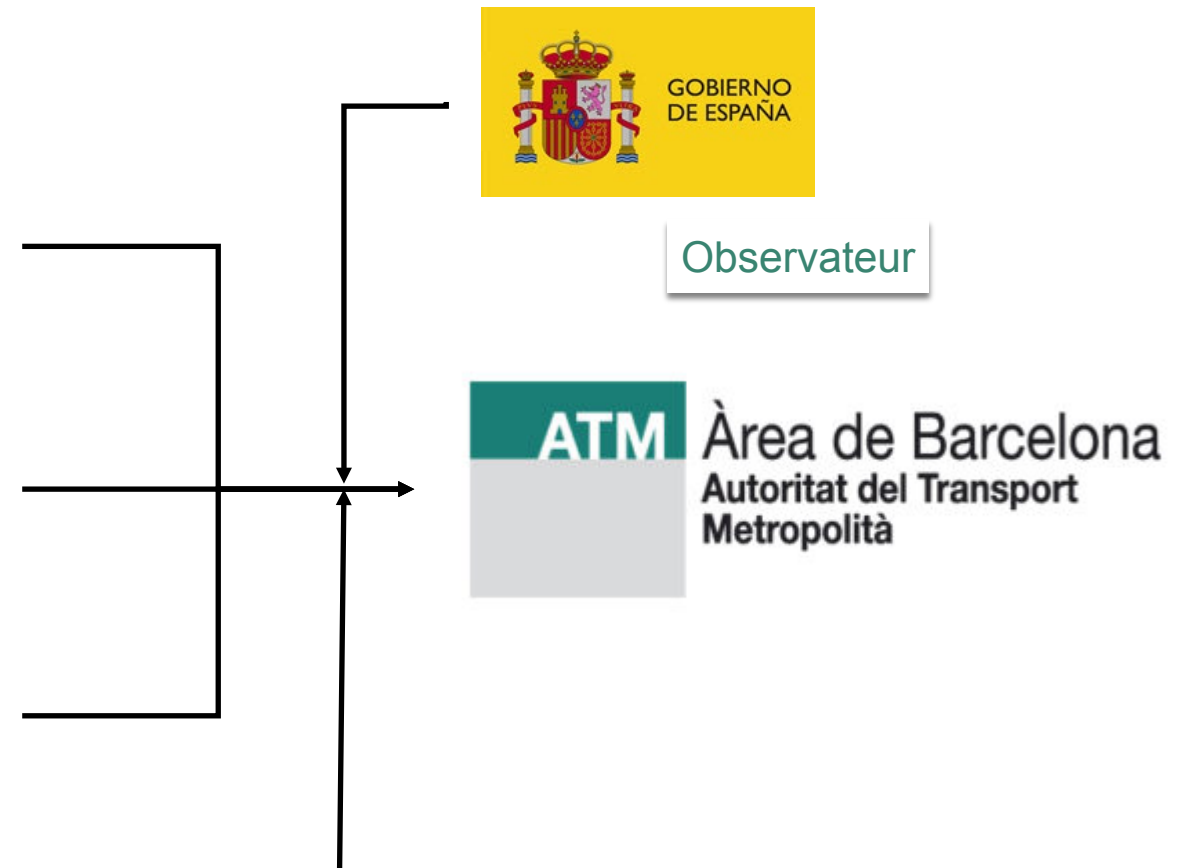 GOBIERNO
DE ESPAÑA
Observateur
ATM
Àrea de Barcelona
Autoritat del Transport
Metropolità